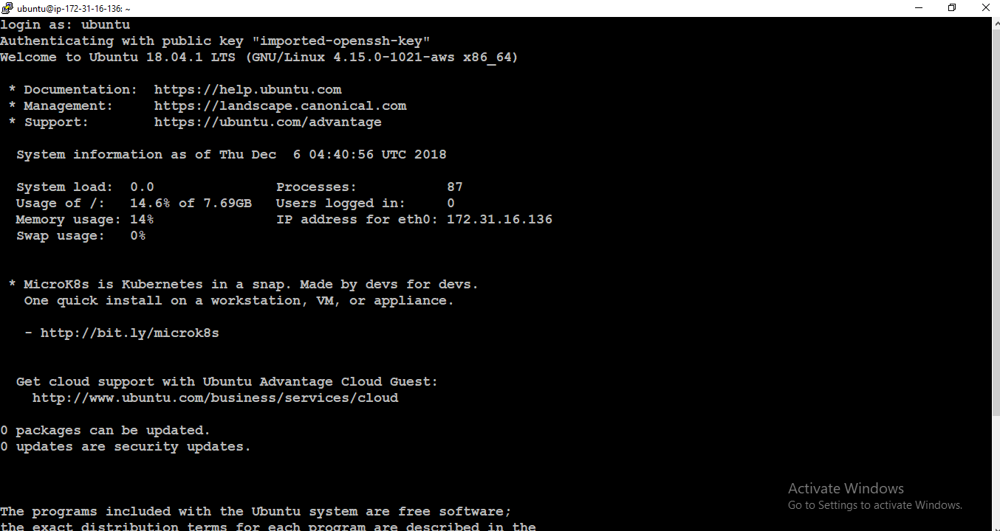 ubuntu@ip-172-31-16-136: ~
login as: ubuntu
Authenticating with public key "imported-openssh-key"
Welcome to Ubuntu 18.04.1 LTS (GNU/Linux 4.15.0-1021-aws x86_64)
* Documentation:  https://help.ubuntu.com
* Management:     https://landscape.canonical.com
* Support:        https://ubuntu.com/advantage
System information as of Thu Dec  6 04:40:56 UTC 2018
System load:  0.0               Processes:           87
Usage of /:   14.6% of 7.69GB   Users logged in:     0
Memory usage: 14%               IP address for eth0: 172.31.16.136
Swap usage:   0%
* MicroK8s is Kubernetes in a snap. Made by devs for devs.
One quick install on a workstation, VM, or appliance.
- http://bit.ly/microk8s
Get cloud support with Ubuntu Advantage Cloud Guest:
http://www.ubuntu.com/business/services/cloud
0 packages can be updated.
0 updates are security updates.
Activate Windows
Go to Settings to activate Windows.
The programs included with the Ubuntu system are free software;
the exact distribution terms for each program are described in the